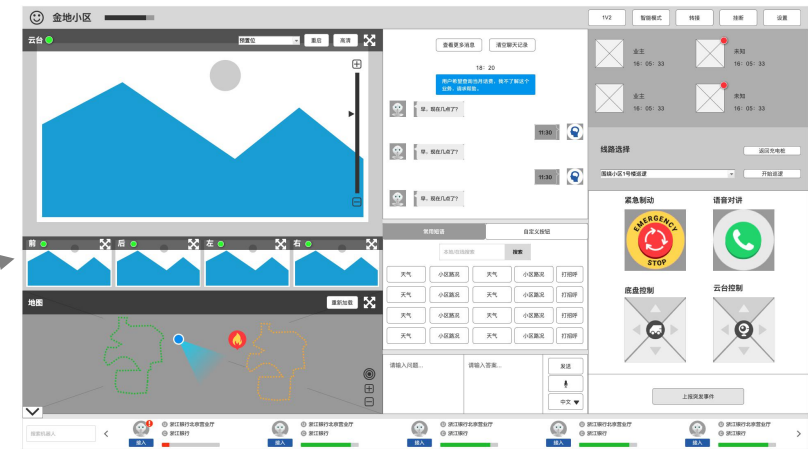 金地小区
1V2
智能模式
转接
挂断
设置
云台
预置位
重启
高清
前
后
左
右
地图
重新加载
查看更多消息
清空聊天记录
18: 20
用户希望查询当月话费，我不了解这个
业务，请求帮助。
早，现在几点了？
11:30
早，现在几点了？
11:30
早，现在几点了？
常用短语
自定义按钮
搜索
天气
小区路况
天气
小区路况
打招呼
天气
小区路况
天气
小区路况
打招呼
天气
小区路况
天气
小区路况
打招呼
天气
小区路况
天气
小区路况
打招呼
请输入问题...
请输入答案...
发送
中文
业主
16: 05: 33
未知
16: 05: 33
业主
16: 05: 33
未知
16: 05: 33
线路选择
返回充电桩
围绕小区1号楼巡逻
开始巡逻
紧急制动
语音对讲
EMERGENCY
STOP
底盘控制
云台控制
上报突发事件
搜索机器人
浙江银行北京营业厅
浙江银行
接入
浙江银行北京营业厅
浙江银行
接入
浙江银行北京营业厅
浙江银行
接入
浙江银行北京营业厅
浙江银行
接入
浙江银行北京营业厅
浙江银行
接入